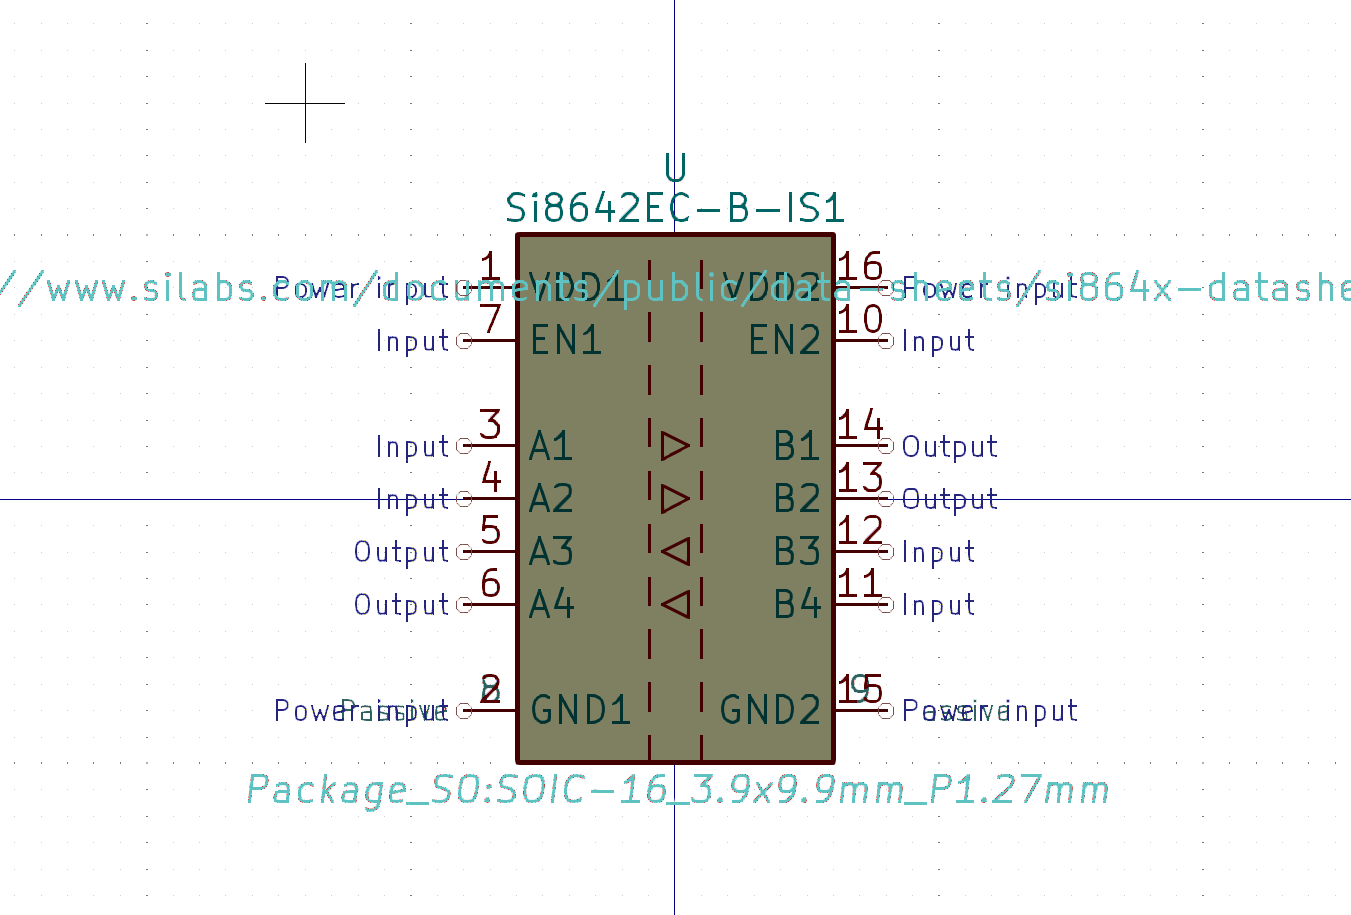 U
Si8642EC-B-IS1
//www.silabs.com/documents/public/data-sheets/si864x-datashe
Power input 1 VDD1 VDD2 16 Power input
Input 7 EN1 EN2 10 Input
Input 3 A1 B1 14 Output
Input 4 A2 B2 13 Output
Output 5 A3 B3 12 Input
Output 6 A4 B4 11 Input
Power input Passive 2 8 GND1 GND2 15 9 Power input Passive
Package_SO:SOIC-16_3.9x9.9mm_P1.27mm